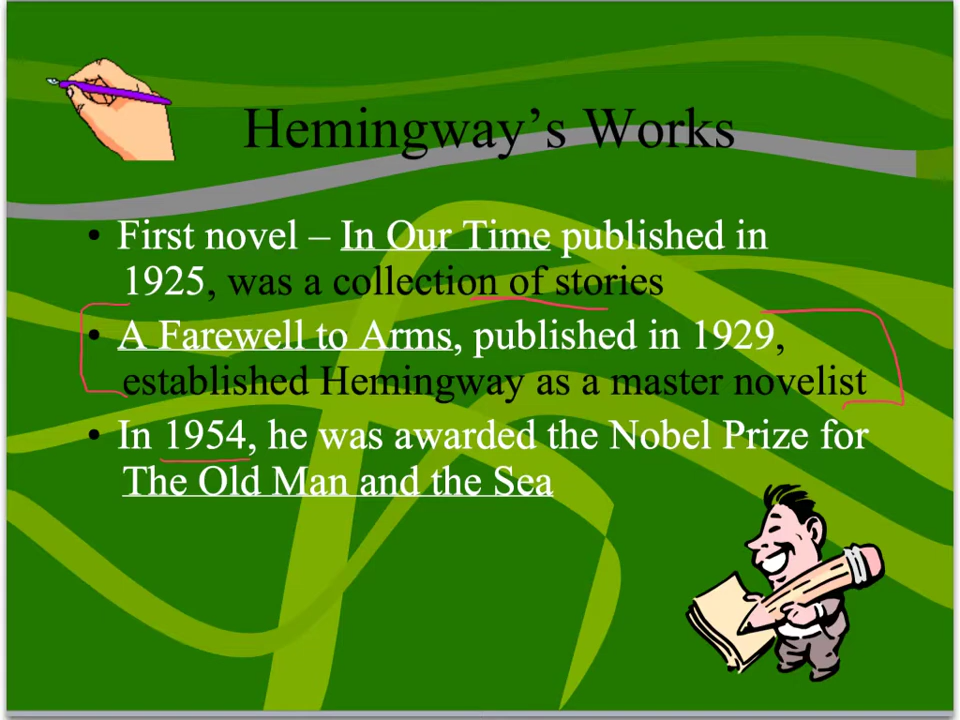 Hemingway’s Works
• First novel – In Our Time published in
1925, was a collection of stories
• A Farewell to Arms, published in 1929,
established Hemingway as a master novelist
• In 1954, he was awarded the Nobel Prize for
The Old Man and the Sea